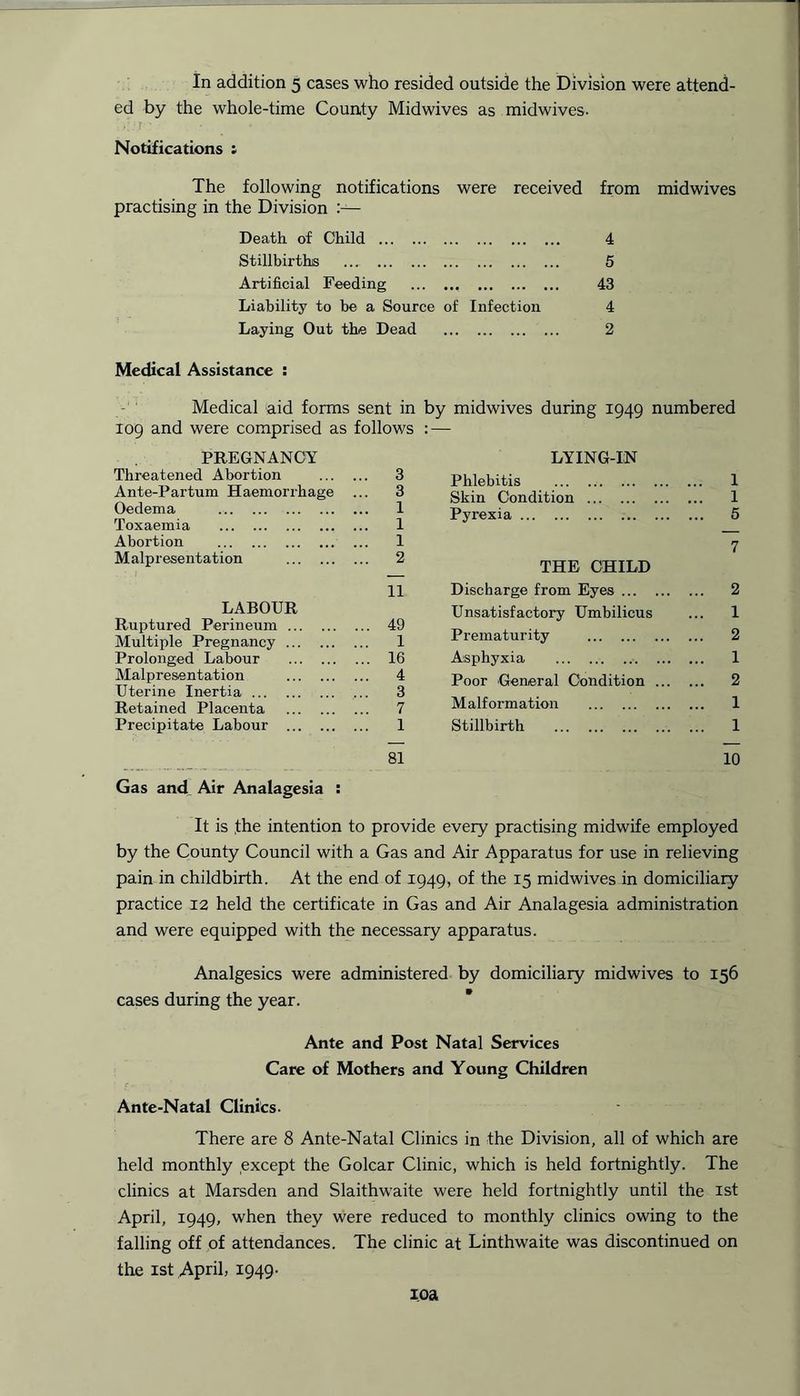 In addition 5 cases who resided outside the Division were attend-
ed by the whole-time County Midwives as midwives.
Notifications :
The following notifications were received from midwives
practising in the Division :—
Death of Child ... ... ... ... ... ... 4
Stillbirths ... ... ... ... ... ... ... 5
Artificial Feeding ... ... ... ... ... 43
Liability to be a Source of Infection 4
Laying Out the Dead ... ... ... ... 2
Medical Assistance :
Medical aid forms sent in by midwives during 1949 numbered
109 and were comprised as follows :—
PREGNANCY
Threatened Abortion ... ... 3
Ante-Partum Haemorrhage ... 3
Oedema ... ... ... ... ... 1
Toxaemia ... ... ... ... ... 1
Abortion ... ... ... ... ... 1
Malpresentation ... ... ... 2
11
LABOUR
Ruptured Perineum ... ... ... 49
Multiple Pregnancy ... ... ... 1
Prolonged Labour ... ... ... 16
Malpresentation ... ... ... 4
Uterine Inertia ... ... ... ... 3
Retained Placenta ... ... ... 7
Precipitate Labour ... ... ... 1
81
LYING-IN
Phlebitis ... ... ... ... ... 1
Skin Condition ... ... ... ... 1
Pyrexia ... ... ... ... ... ... 5
7
THE CHILD
Discharge from Eyes ... ... ... 2
Unsatisfactory Umbilicus ... 1
Prematurity ... ... ... ... 2
Asphyxia ... ... ... ... ... 1
Poor General Condition ... ... 2
Malformation ... ... ... ... 1
Stillbirth ... ... ... ... ... 1
10
Gas and Air Analagesia :
It is the intention to provide every practising midwife employed
by the County Council with a Gas and Air Apparatus for use in relieving
pain in childbirth. At the end of 1949, of the 15 midwives in domiciliary
practice 12 held the certificate in Gas and Air Analagesia administration
and were equipped with the necessary apparatus.
Analgesics were administered by domiciliary midwives to 156
cases during the year.
Ante and Post Natal Services
Care of Mothers and Young Children
Ante-Natal Clinics.
There are 8 Ante-Natal Clinics in the Division, all of which are
held monthly except the Golcar Clinic, which is held fortnightly. The
clinics at Marsden and Slaithwaite were held fortnightly until the 1st
April, 1949, when they were reduced to monthly clinics owing to the
falling off of attendances. The clinic at Linthwaite was discontinued on
the 1st April, 1949.
10a